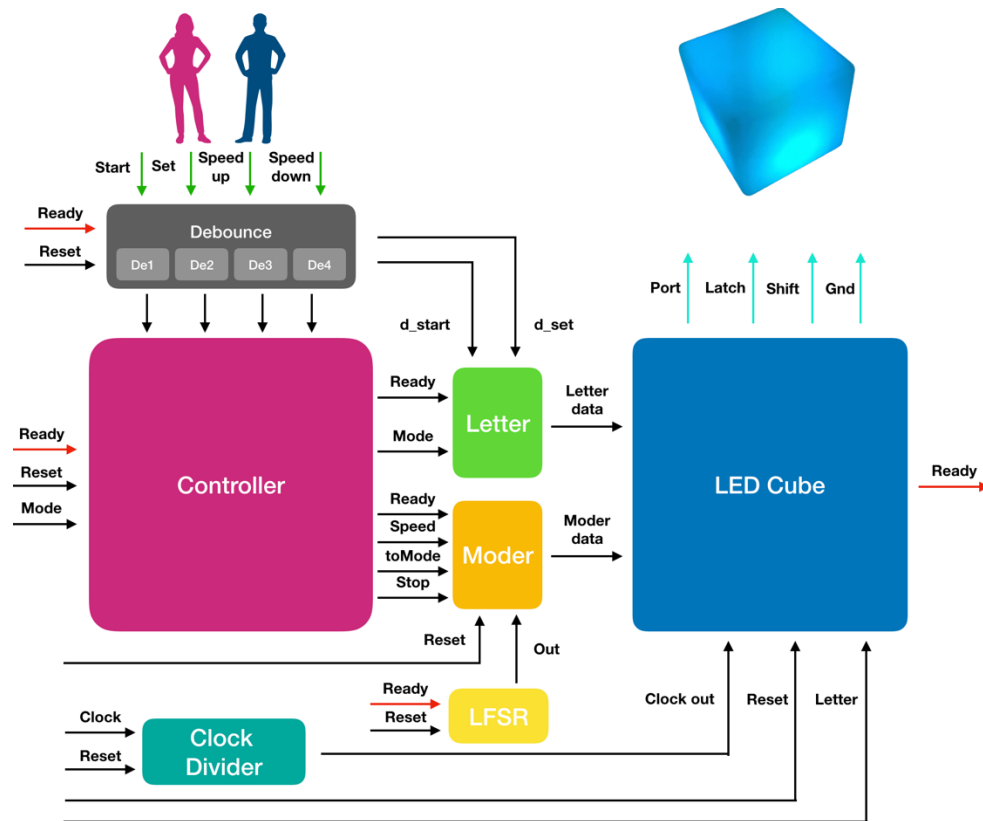 Start
Set
Speed
up
Speed
down
Ready
Reset
Debounce
De1
De2
De3
De4
Port
Latch
Shift
Gnd
d_start
d_set
Ready
Reset
Mode
Controller
Ready
Mode
Letter
Letter
data
Ready
Speed
toMode
Stop
Moder
Moder
data
LED Cube
Ready
Reset
Out
Ready
Reset
LFSR
Clock
Reset
Clock
Divider
Clock out
Reset
Letter